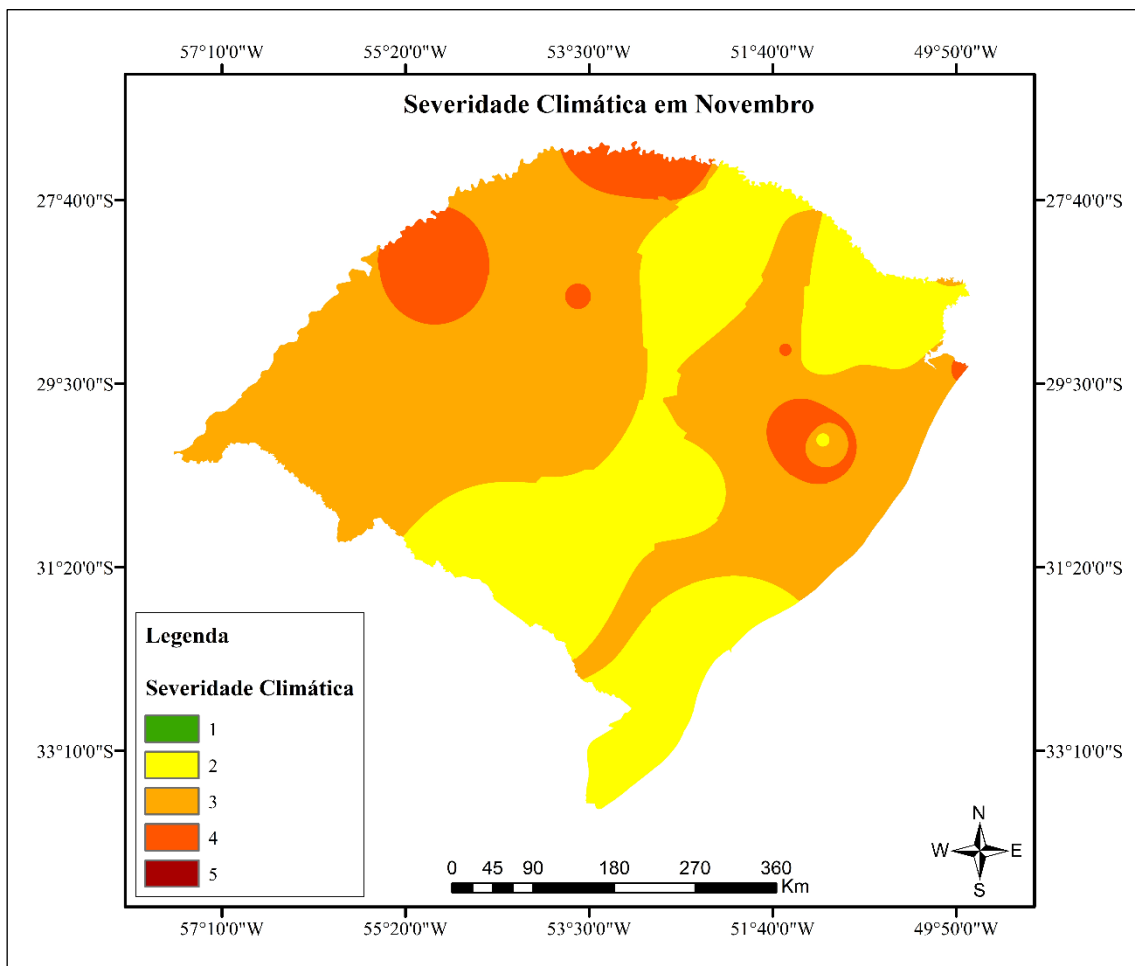 57°10'0"W 55°20'0"W 53°30'0"W 51°40'0"W 49°50'0"W
Severidade Climática em Novembro
27°40'0"S 27°40'0"S
29°30'0"S 29°30'0"S
31°20'0"S 31°20'0"S
33°10'0"S 33°10'0"S
Legenda
Severidade Climática
1
2
3
4
5
0 45 90 180 270 360
Km
N
W E
S
57°10'0"W 55°20'0"W 53°30'0"W 51°40'0"W 49°50'0"W